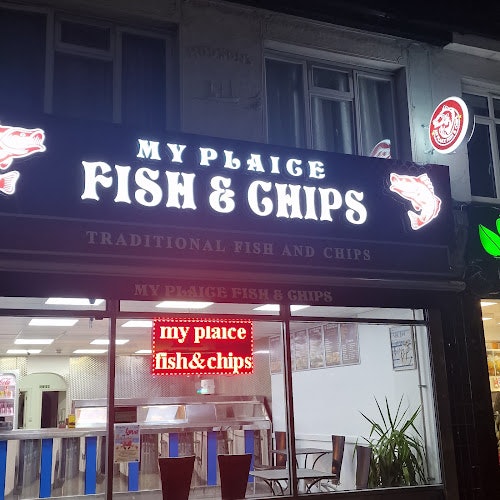 MY PLAICE
FISH & CHIPS
TRADITIONAL FISH AND CHIPS
MY PLAICE FISH & CHIPS
my plaice
fish&chips